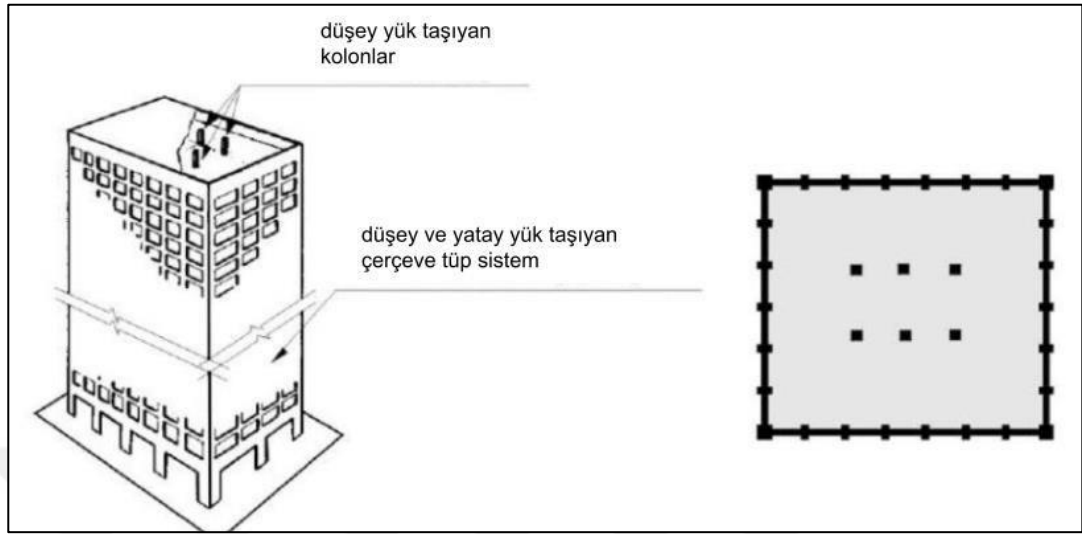 düşey yük taşıyan
kolonlar
düşey ve yatay yük taşıyan
çerçeve tüp sistem